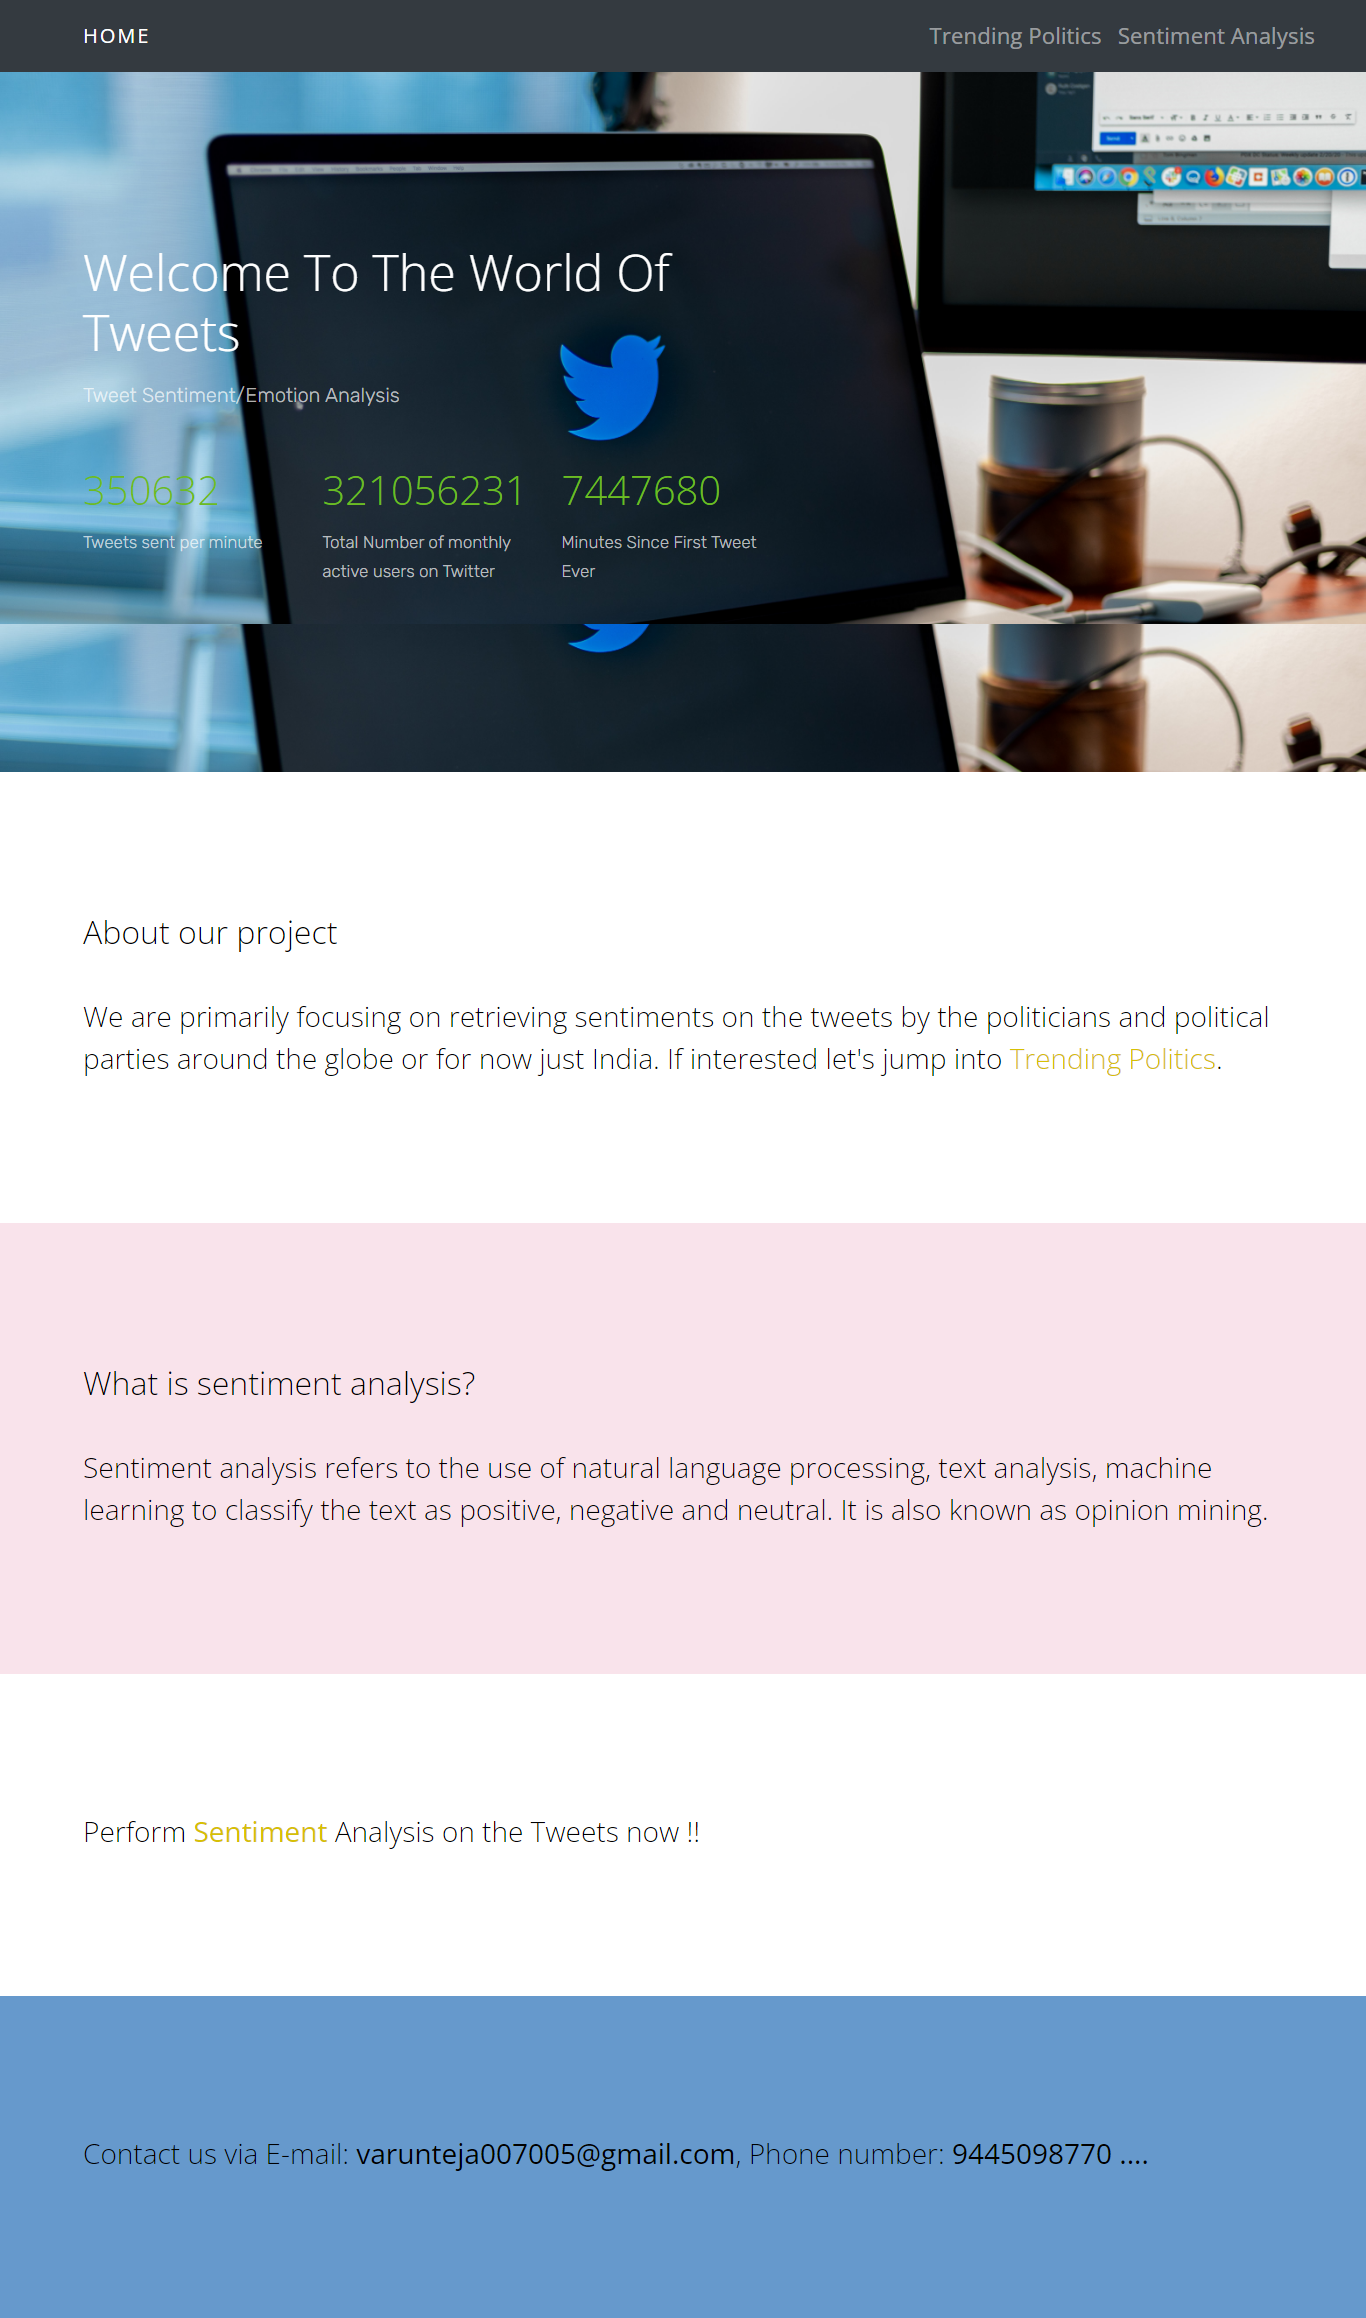 HOME
Trending Politics
Sentiment Analysis
Welcome To The World Of
Tweets
Tweet Sentiment/Emotion Analysis
350632
321056231
7447680
Tweets sent per minute
Total Number of monthly
active users on Twitter
Minutes Since First Tweet
Ever
About our project
We are primarily focusing on retrieving sentiments on the tweets by the politicians and political
parties around the globe or for now just India. If interested let's jump into Trending Politics.
What is sentiment analysis?
Sentiment analysis refers to the use of natural language processing, text analysis, machine
learning to classify the text as positive, negative and neutral. It is also known as opinion mining.
Perform Sentiment Analysis on the Tweets now !!
Contact us via E-mail: varunteja007005@gmail.com, Phone number: 9445098770 ....